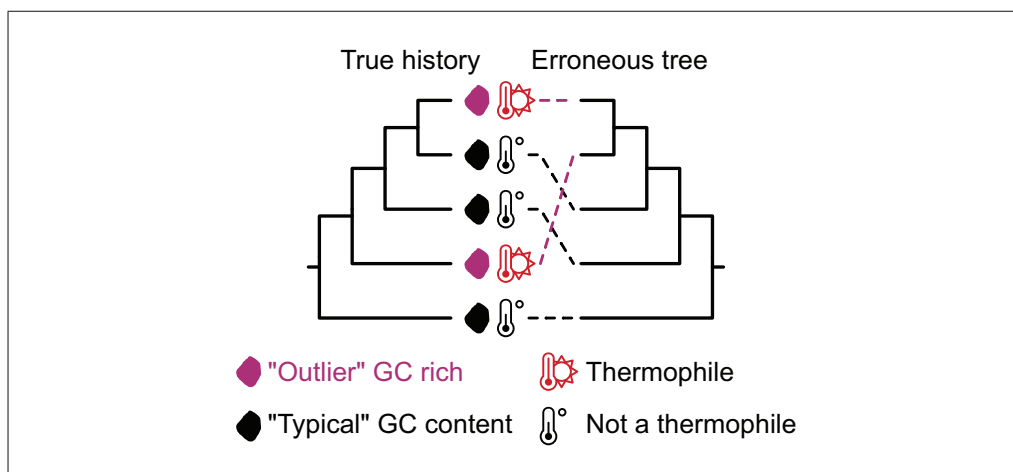 True history Erroneous tree
"Outlier" GC rich Thermophile
"Typical" GC content Not a thermophile